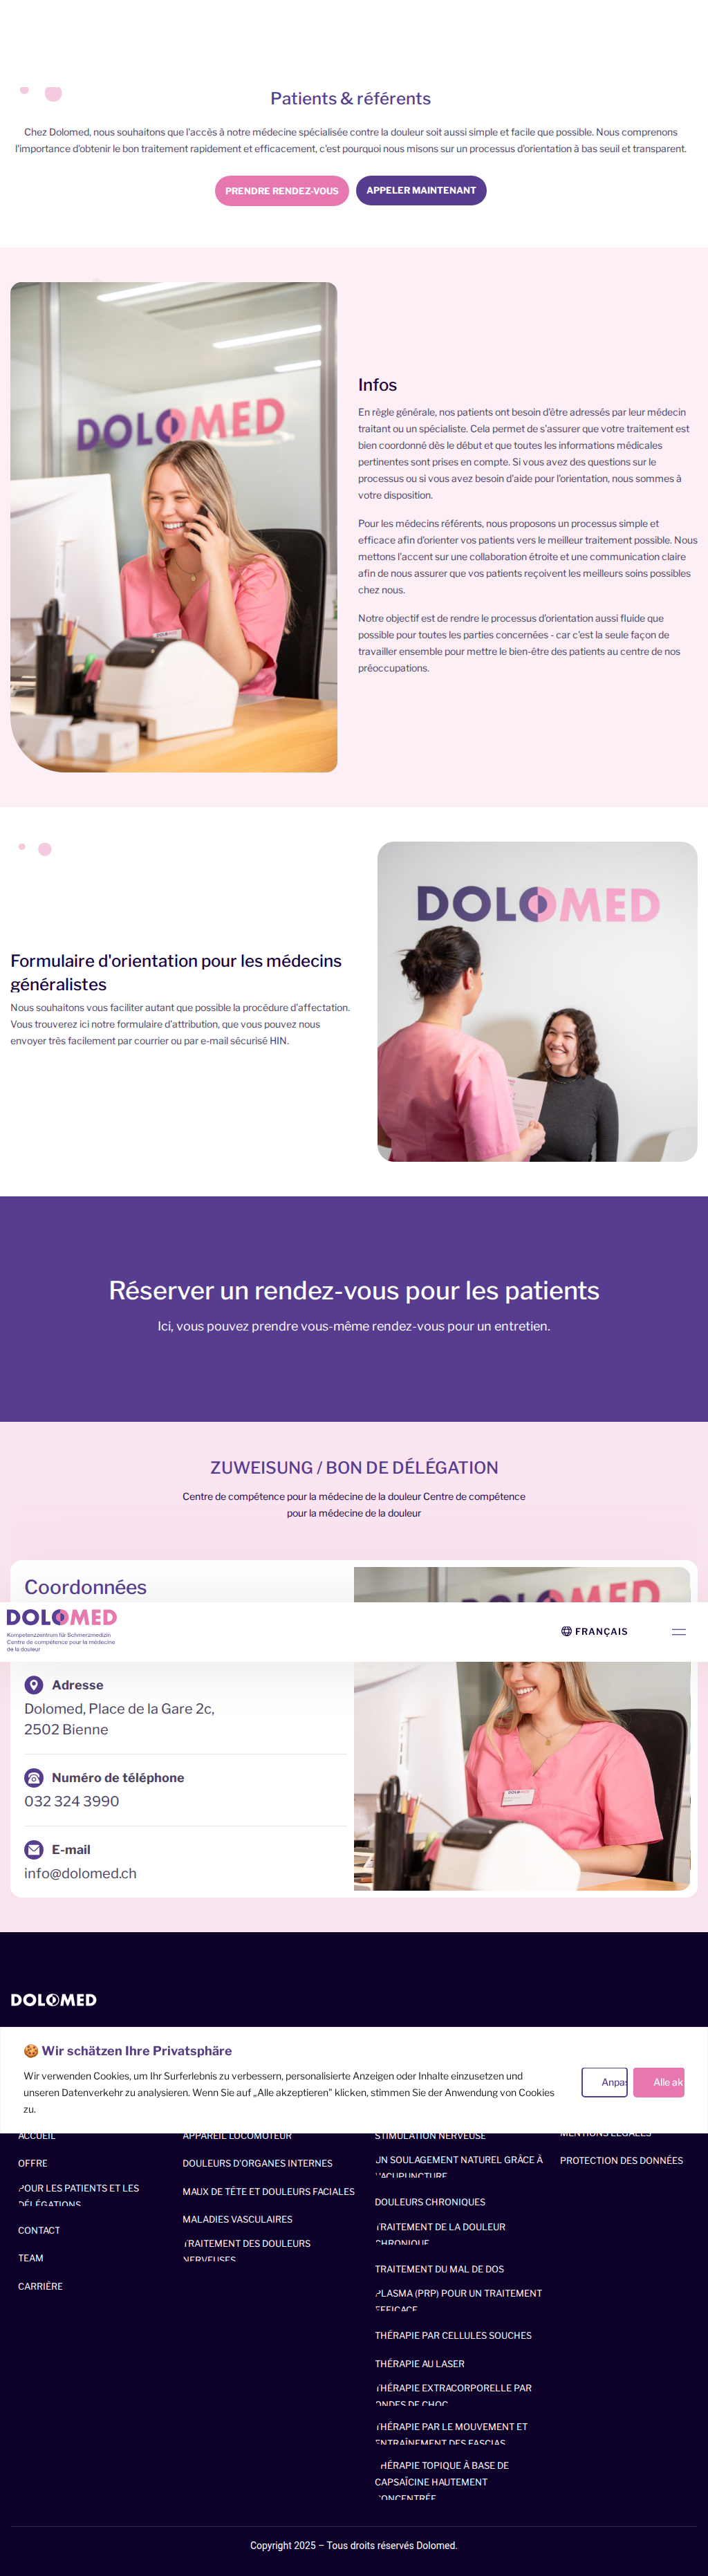 Patients & référents
Chez Dolomed, nous souhaitons que l'accès à notre médecine spécialisée contre la douleur soit aussi simple et facile que possible. Nous comprenons
l'importance d'obtenir le bon traitement rapidement et efficacement, c'est pourquoi nous misons sur un processus d'orientation à bas seuil et transparent.
PRENDRE RENDEZ-VOUS
APPELER MAINTENANT
DOLOMED
Infos
En règle générale, nos patients ont besoin d'être adressés par leur médecin
traitant ou un spécialiste. Cela permet de s'assurer que votre traitement est
bien coordonné dès le début et que toutes les informations médicales
pertinentes sont prises en compte. Si vous avez des questions sur le
processus ou si vous avez besoin d'aide pour l'orientation, nous sommes à
votre disposition.
Pour les médecins référents, nous proposons un processus simple et
efficace afin d'orienter vos patients vers le meilleur traitement possible. Nous
mettons l'accent sur une collaboration étroite et une communication claire
afin de nous assurer que vos patients reçoivent les meilleurs soins possibles
chez nous.
Notre objectif est de rendre le processus d'orientation aussi fluide que
possible pour toutes les parties concernées - car c'est la seule façon de
travailler ensemble pour mettre le bien-être des patients au centre de nos
préoccupations.
Formulaire d'orientation pour les médecins
généralistes
Nous souhaitons vous faciliter autant que possible la procédure d'affectation.
Vous trouverez ici notre formulaire d'attribution, que vous pouvez nous
envoyer très facilement par courrier ou par e-mail sécurisé HIN.
DOLOMED
Réserver un rendez-vous pour les patients
Ici, vous pouvez prendre vous-même rendez-vous pour un entretien.
ZUWEISUNG / BON DE DÉLÉGATION
Centre de compétence pour la médecine de la douleur Centre de compétence
pour la médecine de la douleur
Coordonnées
DOLOMED
Kompetenzzentrum für Schmerzmedizin
Centre de compétence pour la médecine
de la douleur
FRANÇAIS
Adresse
Dolomed, Place de la Gare 2c,
2502 Bienne
Numéro de téléphone
032 324 3990
E-mail
info@dolomed.ch
DOLOMED
🍪 Wir schätzen Ihre Privatsphäre
Wir verwenden Cookies, um Ihr Surferlebnis zu verbessern, personalisierte Anzeigen oder Inhalte einzusetzen und
unseren Datenverkehr zu analysieren. Wenn Sie auf „Alle akzeptieren" klicken, stimmen Sie der Anwendung von Cookies
zu.
Anpas
Alle ak
ACCUEIL
OFFRE
POUR LES PATIENTS ET LES
DÉLÉGATIONS
CONTACT
TEAM
CARRIÈRE
APPAREIL LOCOMOTEUR
DOULEURS D'ORGANES INTERNES
MAUX DE TÊTE ET DOULEURS FACIALES
MALADIES VASCULAIRES
TRAITEMENT DES DOULEURS
NERVEUSES
STIMULATION NERVEUSE
UN SOULAGEMENT NATUREL GRÂCE À
L'ACUPUNCTURE
DOULEURS CHRONIQUES
TRAITEMENT DE LA DOULEUR
CHRONIQUE
TRAITEMENT DU MAL DE DOS
PLASMA (PRP) POUR UN TRAITEMENT
EFFICACE
THÉRAPIE PAR CELLULES SOUCHES
THÉRAPIE AU LASER
THÉRAPIE EXTRACORPORELLE PAR
ONDES DE CHOC
THÉRAPIE PAR LE MOUVEMENT ET
ENTRAÎNEMENT DES FASCIAS
THÉRAPIE TOPIQUE À BASE DE
CAPSAÏCINE HAUTEMENT
CONCENTRÉE
MENTIONS LÉGALES
PROTECTION DES DONNÉES
Copyright 2025 – Tous droits réservés Dolomed.